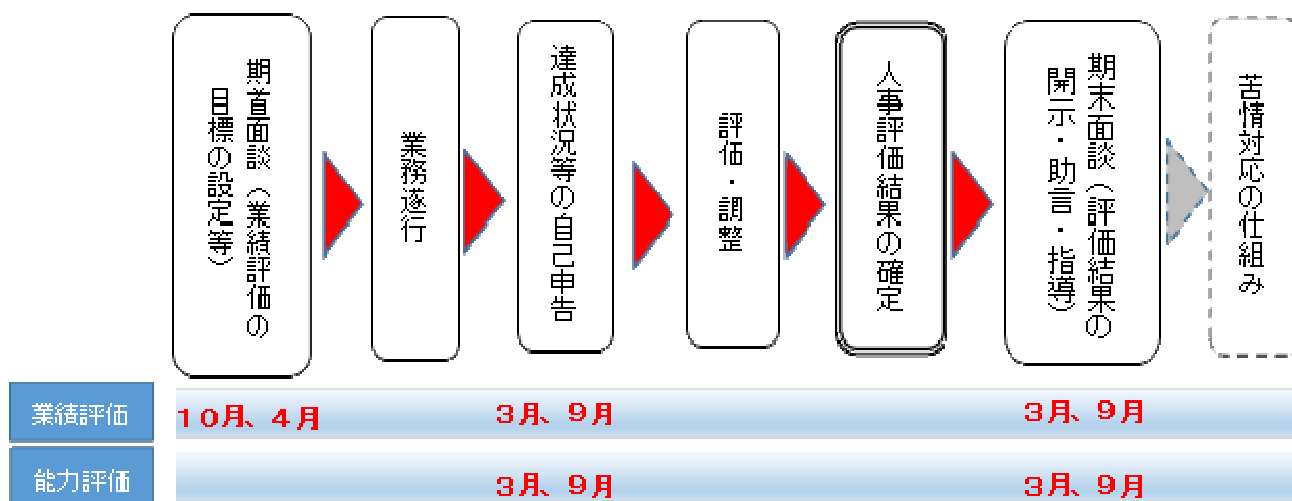 期首面談（業績評価の
目標の設定等）
業務遂行
達成状況等の自己申告
評価・調整
人事評価結果の確定
期末面談（評価結果の
開示・助言・指導）
苦情対応の仕組み
業績評価
10月、4月
3月、9月
3月、9月
能力評価
3月、9月
3月、9月